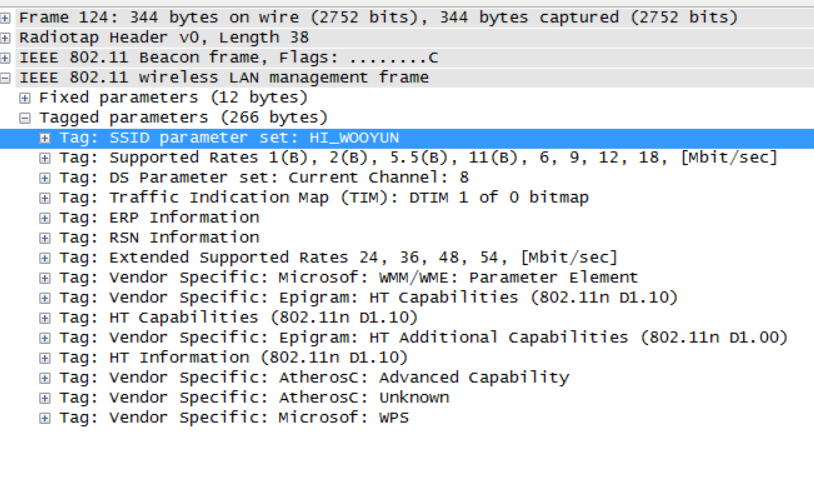 Frame 124: 344 bytes on wire (2752 bits), 344 bytes captured (2752 bits)
Radiotap Header v0, Length 38
IEEE 802.11 Beacon frame, Flags: ........C
IEEE 802.11 wireless LAN management frame
Fixed parameters (12 bytes)
Tagged parameters (266 bytes)
Tag: SSID parameter set: HI_WOOYUN
Tag: Supported Rates 1(B), 2(B), 5.5(B), 11(B), 6, 9, 12, 18, [Mbit/sec]
Tag: DS Parameter set: Current Channel: 8
Tag: Traffic Indication Map (TIM): DTIM 1 of 0 bitmap
Tag: ERP Information
Tag: RSN Information
Tag: Extended Supported Rates 24, 36, 48, 54, [Mbit/sec]
Tag: Vendor Specific: Microsof: WMM/WME: Parameter Element
Tag: Vendor Specific: Epigram: HT Capabilities (802.11n D1.10)
Tag: HT Capabilities (802.11n D1.10)
Tag: Vendor Specific: Epigram: HT Additional Capabilities (802.11n D1.00)
Tag: HT Information (802.11n D1.10)
Tag: Vendor Specific: AtherosC: Advanced Capability
Tag: Vendor Specific: AtherosC: Unknown
Tag: Vendor Specific: Microsof: WPS